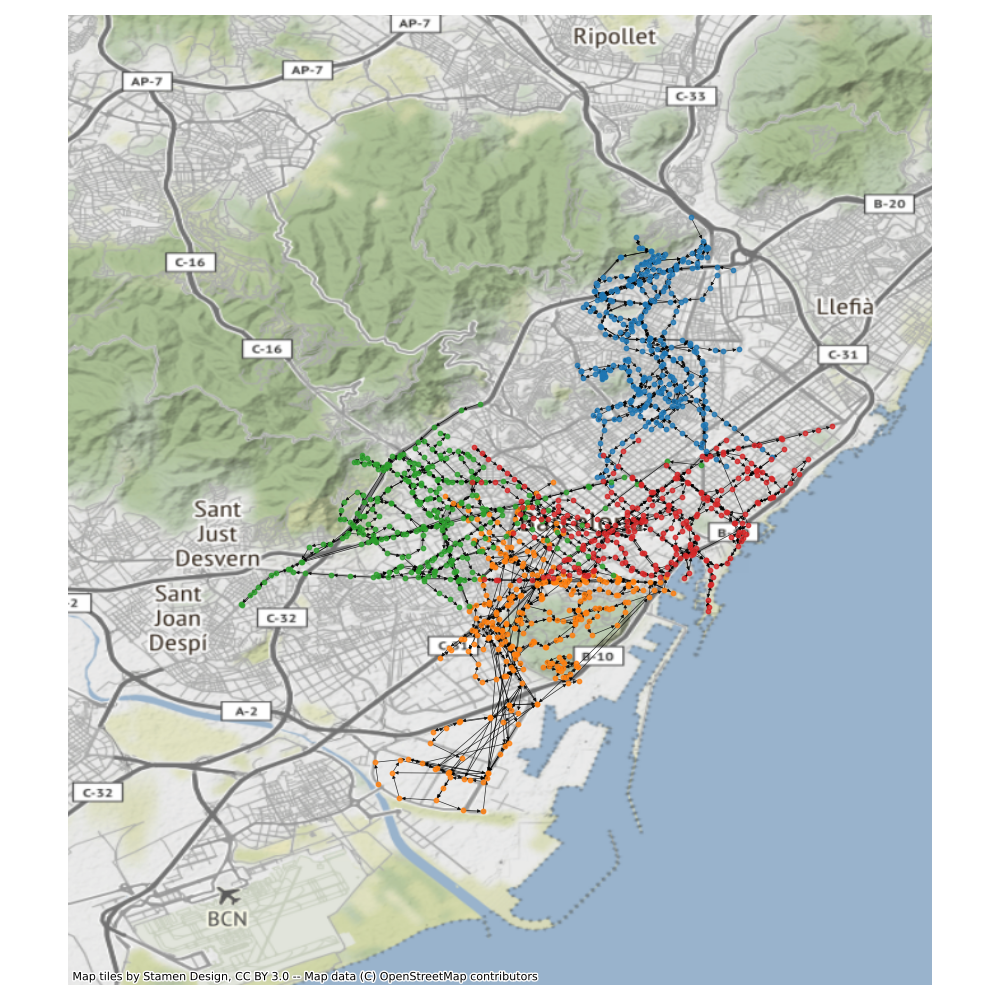 AP-7
Ripollet
AP-7
AP-7
C-33
B-20
C-16
Llefià
C-16
C-31
Sant
Just
Desvern
Barcelona
Sant
Joan
Despí
-2
C-32
C-31
B-10
A-2
C-32
BCN
Map tiles by Stamen Design, CC BY 3.0 -- Map data (C) OpenStreetMap contributors